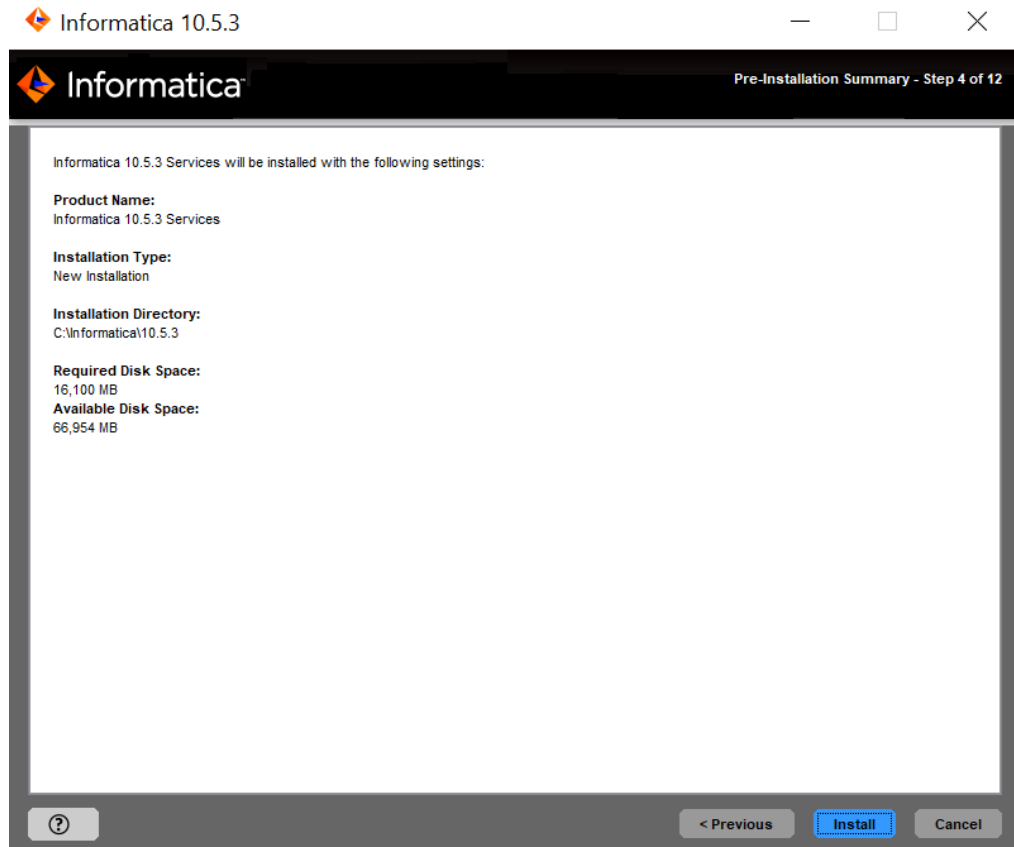 Informatica 10.5.3
Informatica
Pre-Installation Summary - Step 4 of 12
Informatica 10.5.3 Services will be installed with the following settings:
Product Name:
Informatica 10.5.3 Services
Installation Type:
New Installation
Installation Directory:
C:\Informatica\10.5.3
Required Disk Space:
16,100 MB
Available Disk Space:
66,954 MB
?
< Previous
Install
Cancel